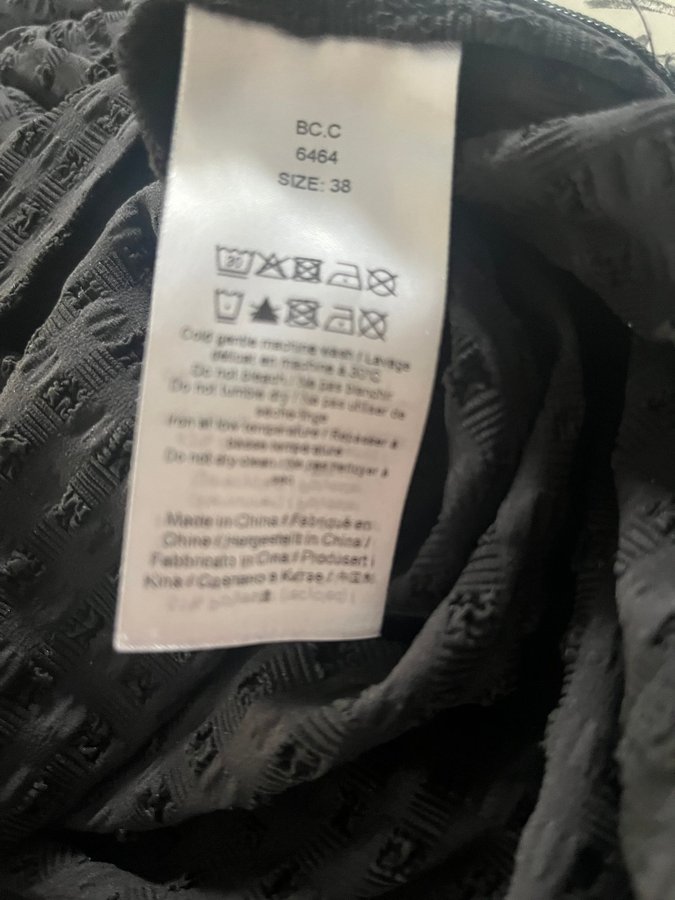 BC.C
6464
SIZE: 38
30
Cold gentle machine wash / Lavage
délicat en machine à 30°C
Do not bleach / Ne pas blanchir
Do not tumble dry / Ne pas utiliser de
sèche-linge
Iron at low temperature / Repasser à
basse température
Do not dry clean / Ne pas nettoyer à
sec
Made in China / Fabriqué en
Chine / Hergestellt in China /
Fabbricato in Cina / Produsert i
Kina /